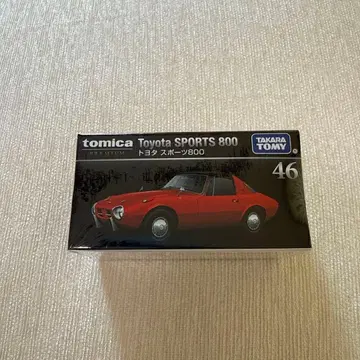 tomica Toyota SPORTS 800
PREMIUM トヨタ スポーツ800
TAKARA
TOMY
46